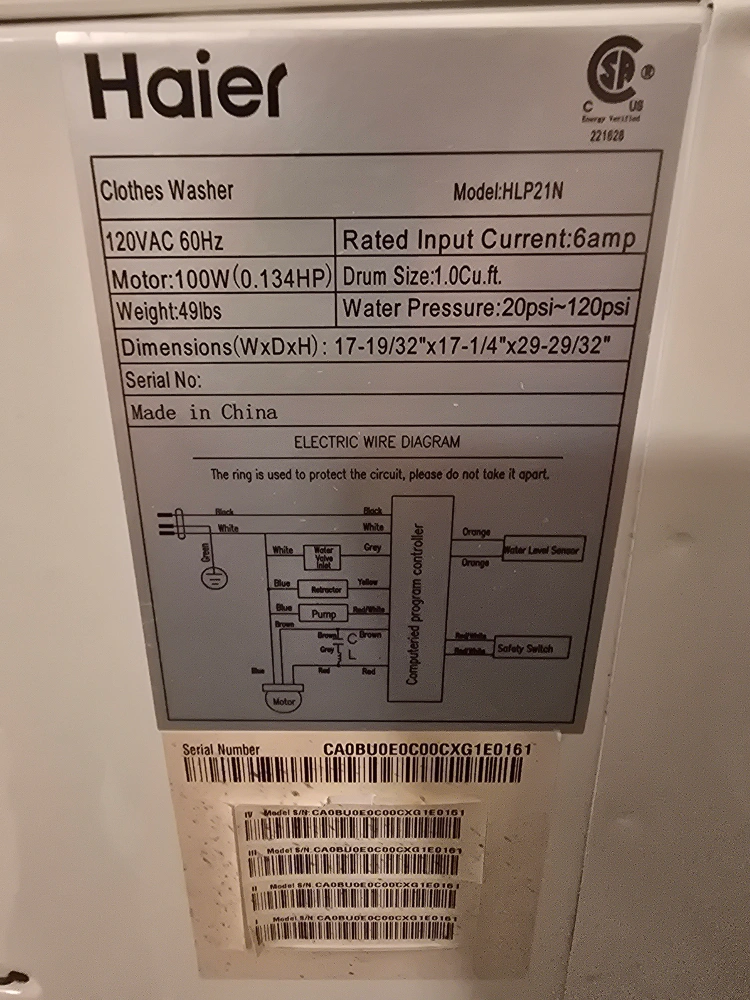 Haier
SA ®
C US
Energy Verified
221628
Clothes Washer Model:HLP21N
120VAC 60Hz Rated Input Current:6amp
Motor:100W(0.134HP) Drum Size:1.0Cu.ft.
Weight:49lbs Water Pressure:20psi~120psi
Dimensions(WxDxH): 17-19/32"x17-1/4"x29-29/32"
Serial No:
Made in China
ELECTRIC WIRE DIAGRAM
The ring is used to protect the circuit, please do not take it apart.
Black Black
White White
Green
White Water Valve Inlet Grey
Blue Retractor Yellow
Blue Pump Red/White
Brown
Brown C Brown
Grey L
Blue Red Red
Motor
Computeried program controller
Orange
Water Level Sensor
Orange
Red/White
Safety Switch
Red/White
Serial Number CA0BU0E0C00CXG1E0161
IV Model S/N CA0BU0E0C00CXG1E0161
III Model S/N CA0BU0E0C00CXG1E0161
II Model S/N CA0BU0E0C00CXG1E0161
I Model S/N CA0BU0E0C00CXG1E0161